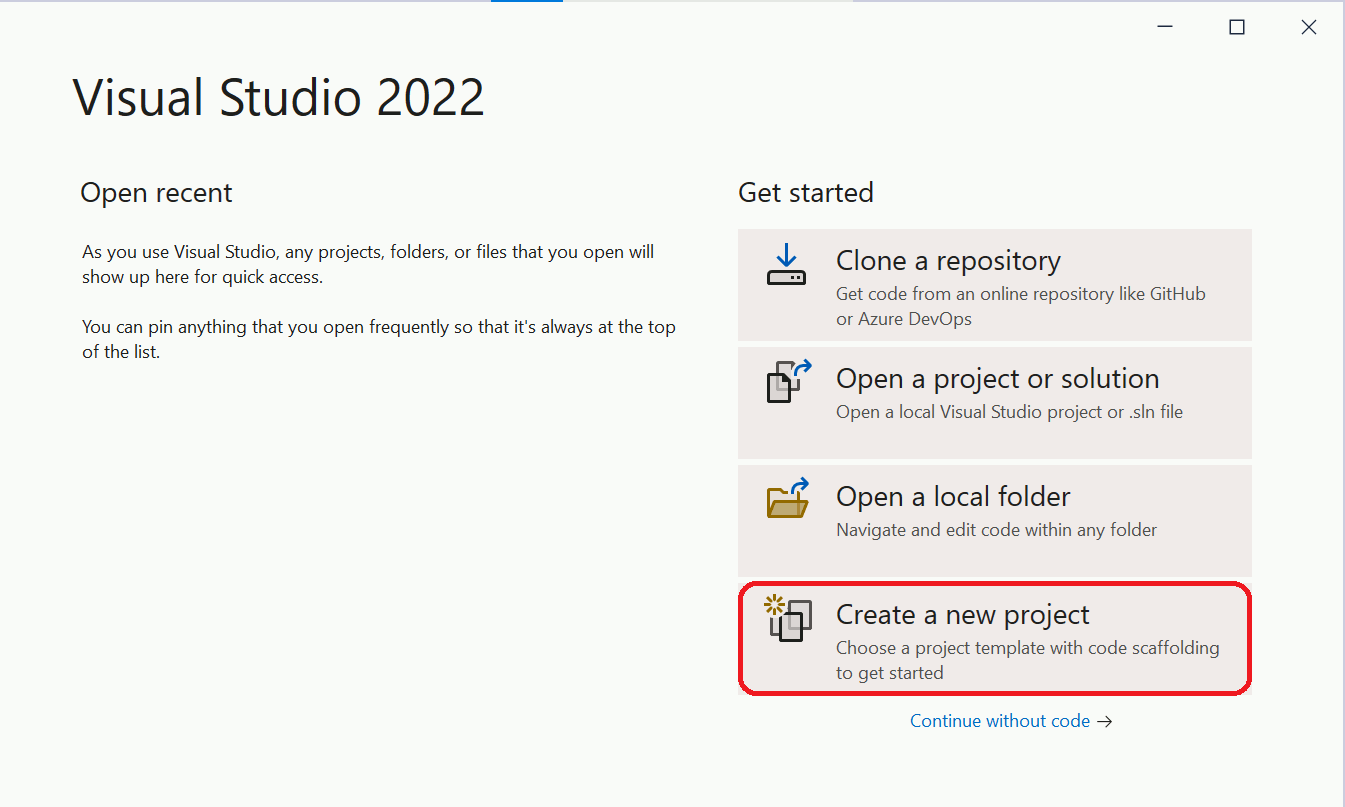 Visual Studio 2022
Open recent
As you use Visual Studio, any projects, folders, or files that you open will
show up here for quick access.
You can pin anything that you open frequently so that it's always at the top
of the list.
Get started
Clone a repository
Get code from an online repository like GitHub
or Azure DevOps
Open a project or solution
Open a local Visual Studio project or .sln file
Open a local folder
Navigate and edit code within any folder
Create a new project
Choose a project template with code scaffolding
to get started
Continue without code →